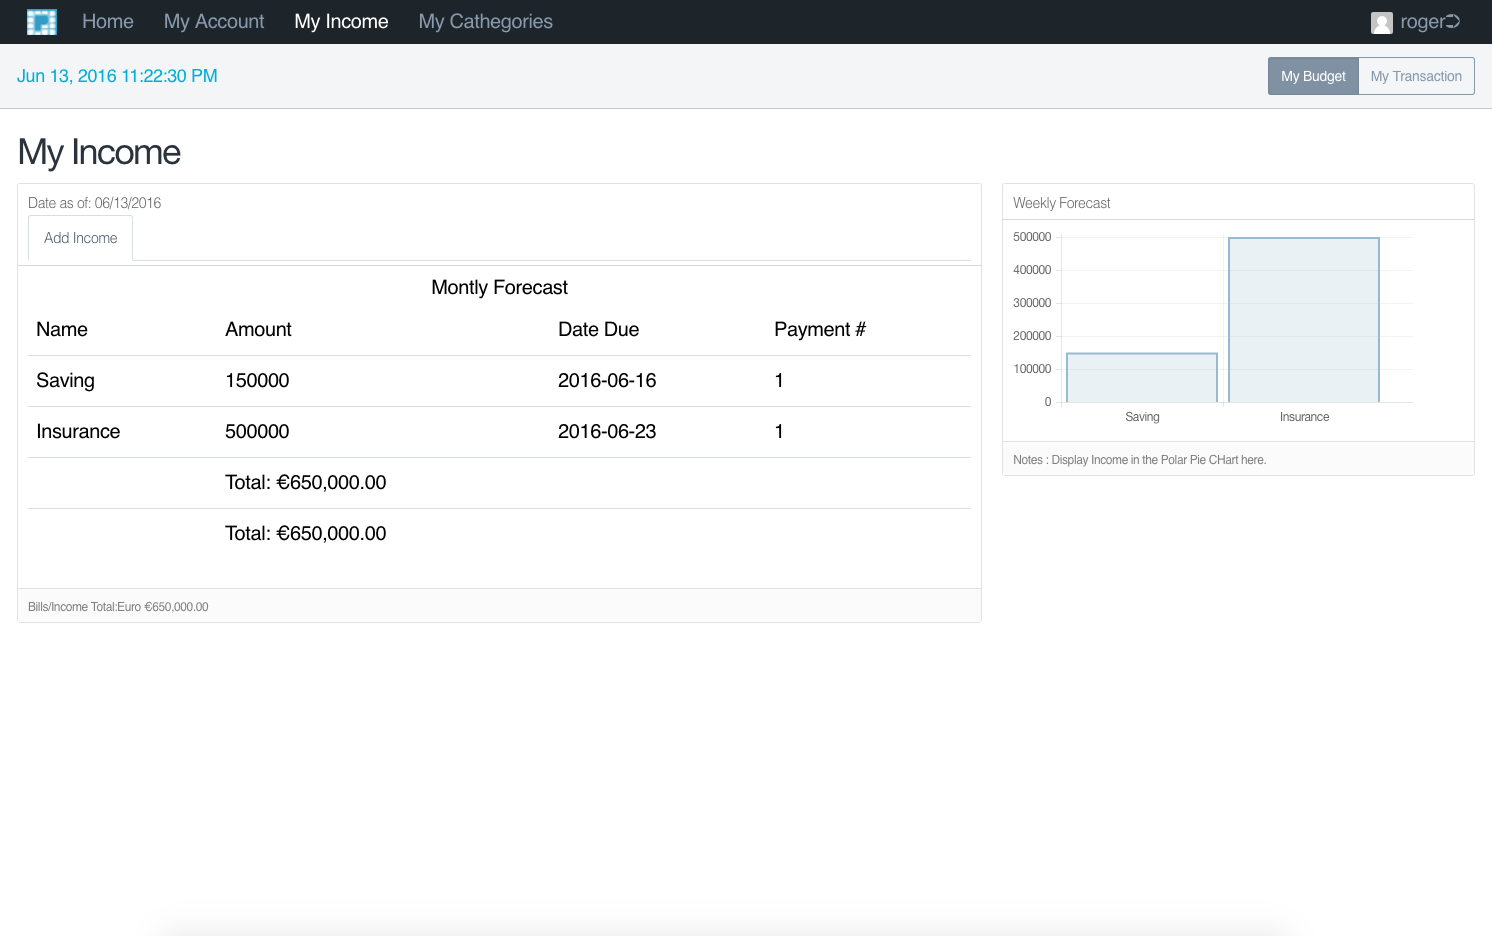 Home My Account My Income My Cathegories roger
Jun 13, 2016 11:22:30 PM
My Budget My Transaction
My Income
Date as of: 06/13/2016
Add Income
Montly Forecast
Name Amount Date Due Payment #
Saving 150000 2016-06-16 1
Insurance 500000 2016-06-23 1
Total: €650,000.00
Total: €650,000.00
Bills/Income Total:Euro €650,000.00
Weekly Forecast
500000
400000
300000
200000
100000
0
Saving Insurance
Notes : Display Income in the Polar Pie CHart here.